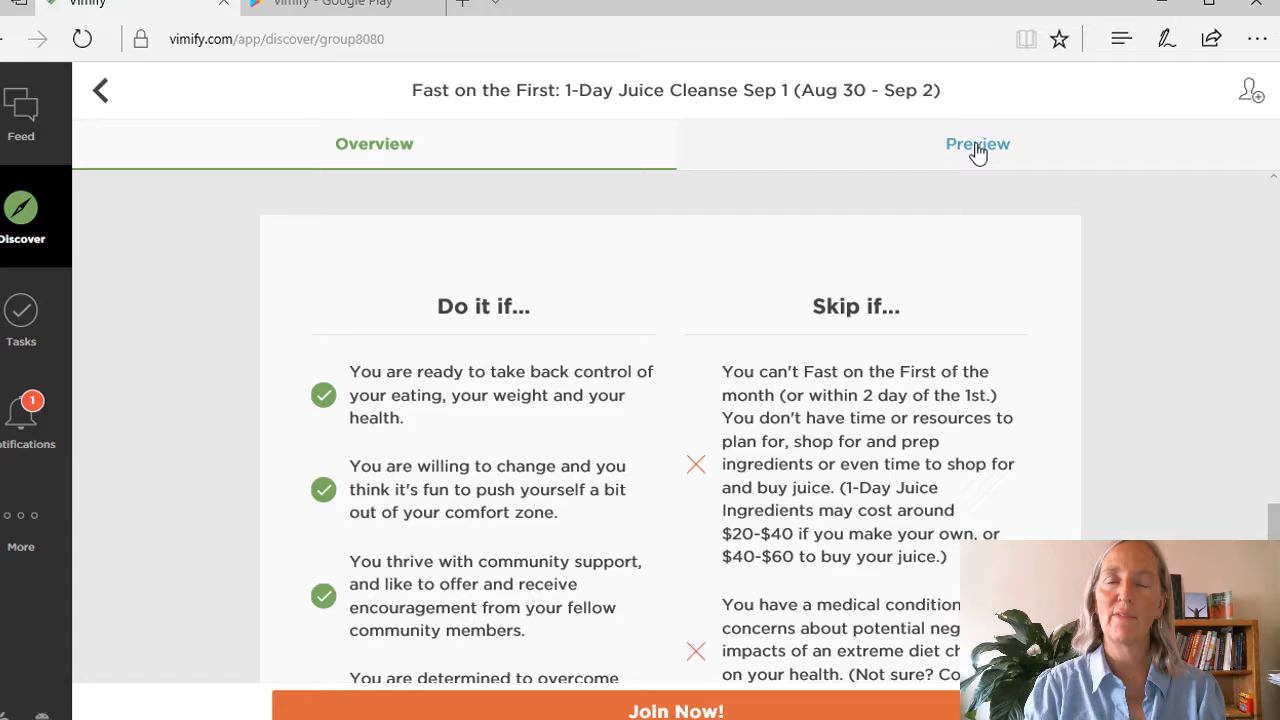 Vimify
Vimify - Google Play
vimify.com/app/discover/group8080
Fast on the First: 1-Day Juice Cleanse Sep 1 (Aug 30 - Sep 2)
Feed
Discover
Tasks
1
otifications
More
Overview
Preview
Do it if...
You are ready to take back control of
your eating, your weight and your
health.
You are willing to change and you
think it's fun to push yourself a bit
out of your comfort zone.
You thrive with community support,
and like to offer and receive
encouragement from your fellow
community members.
You are determined to overcome
Skip if...
You can't Fast on the First of the
month (or within 2 day of the 1st.)
You don't have time or resources to
plan for, shop for and prep
ingredients or even time to shop for
and buy juice. (1-Day Juice
Ingredients may cost around
$20-$40 if you make your own, or
$40-$60 to buy your juice.)
You have a medical condition
concerns about potential neg
impacts of an extreme diet ch
on your health. (Not sure? Co
Join Now!